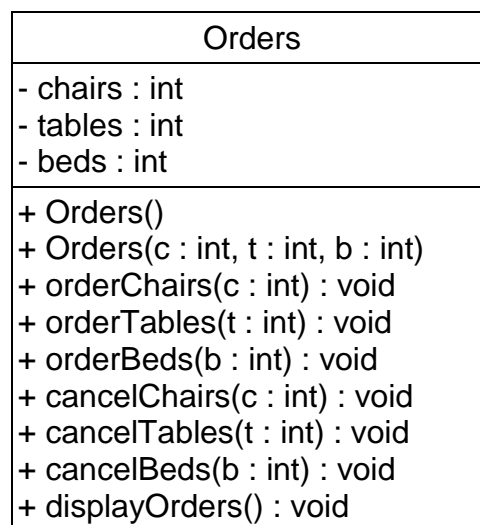 Orders
- chairs : int
- tables : int
- beds : int
+ Orders()
+ Orders(c : int, t : int, b : int)
+ orderChairs(c : int) : void
+ orderTables(t : int) : void
+ orderBeds(b : int) : void
+ cancelChairs(c : int) : void
+ cancelTables(t : int) : void
+ cancelBeds(b : int) : void
+ displayOrders() : void